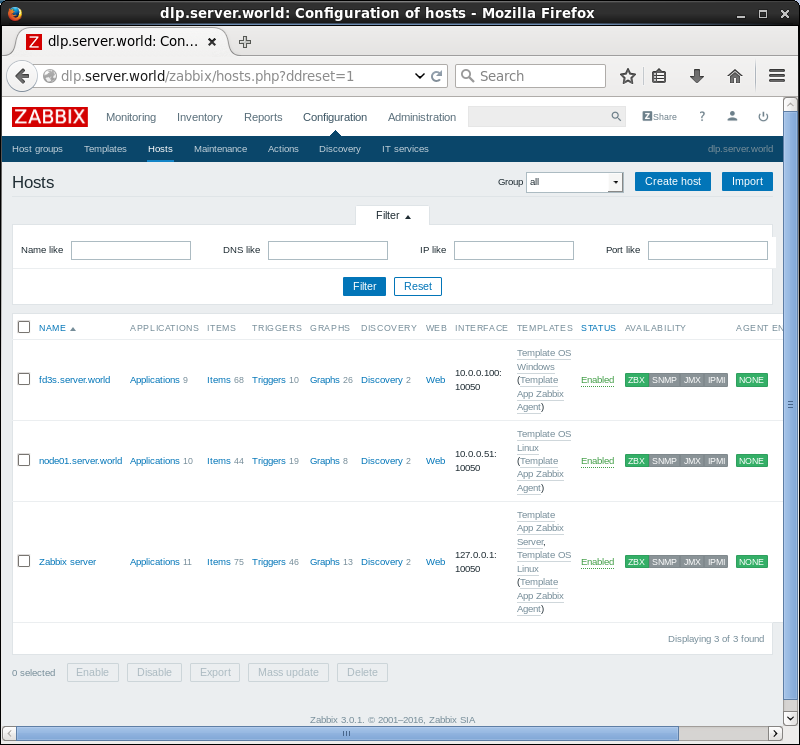 dlp.server.world: Configuration of hosts - Mozilla Firefox
Z dlp.server.world: Con...
dlp.server.world/zabbix/hosts.php?ddreset=1
Search
ZABBIX Monitoring Inventory Reports Configuration Administration Z Share ?
Host groups Templates Hosts Maintenance Actions Discovery IT services dlp.server.world
Hosts Group all Create host Import
Filter
Name like DNS like IP like Port like
Filter Reset
NAME APPLICATIONS ITEMS TRIGGERS GRAPHS DISCOVERY WEB INTERFACE TEMPLATES STATUS AVAILABILITY AGENT EN
fd3s.server.world Applications 9 Items 68 Triggers 10 Graphs 26 Discovery 2 Web
10.0.0.100:
10050
Template OS
Windows
(Template
App Zabbix
Agent)
Enabled ZBX SNMP JMX IPMI NONE
node01.server.world Applications 10 Items 44 Triggers 19 Graphs 8 Discovery 2 Web
10.0.0.51:
10050
Template OS
Linux
(Template
App Zabbix
Agent)
Enabled ZBX SNMP JMX IPMI NONE
Zabbix server Applications 11 Items 75 Triggers 46 Graphs 13 Discovery 2 Web
127.0.0.1:
10050
Template
App Zabbix
Server,
Template OS
Linux
(Template
App Zabbix
Agent)
Enabled ZBX SNMP JMX IPMI NONE
Displaying 3 of 3 found
0 selected Enable Disable Export Mass update Delete
Zabbix 3.0.1. © 2001–2016, Zabbix SIA